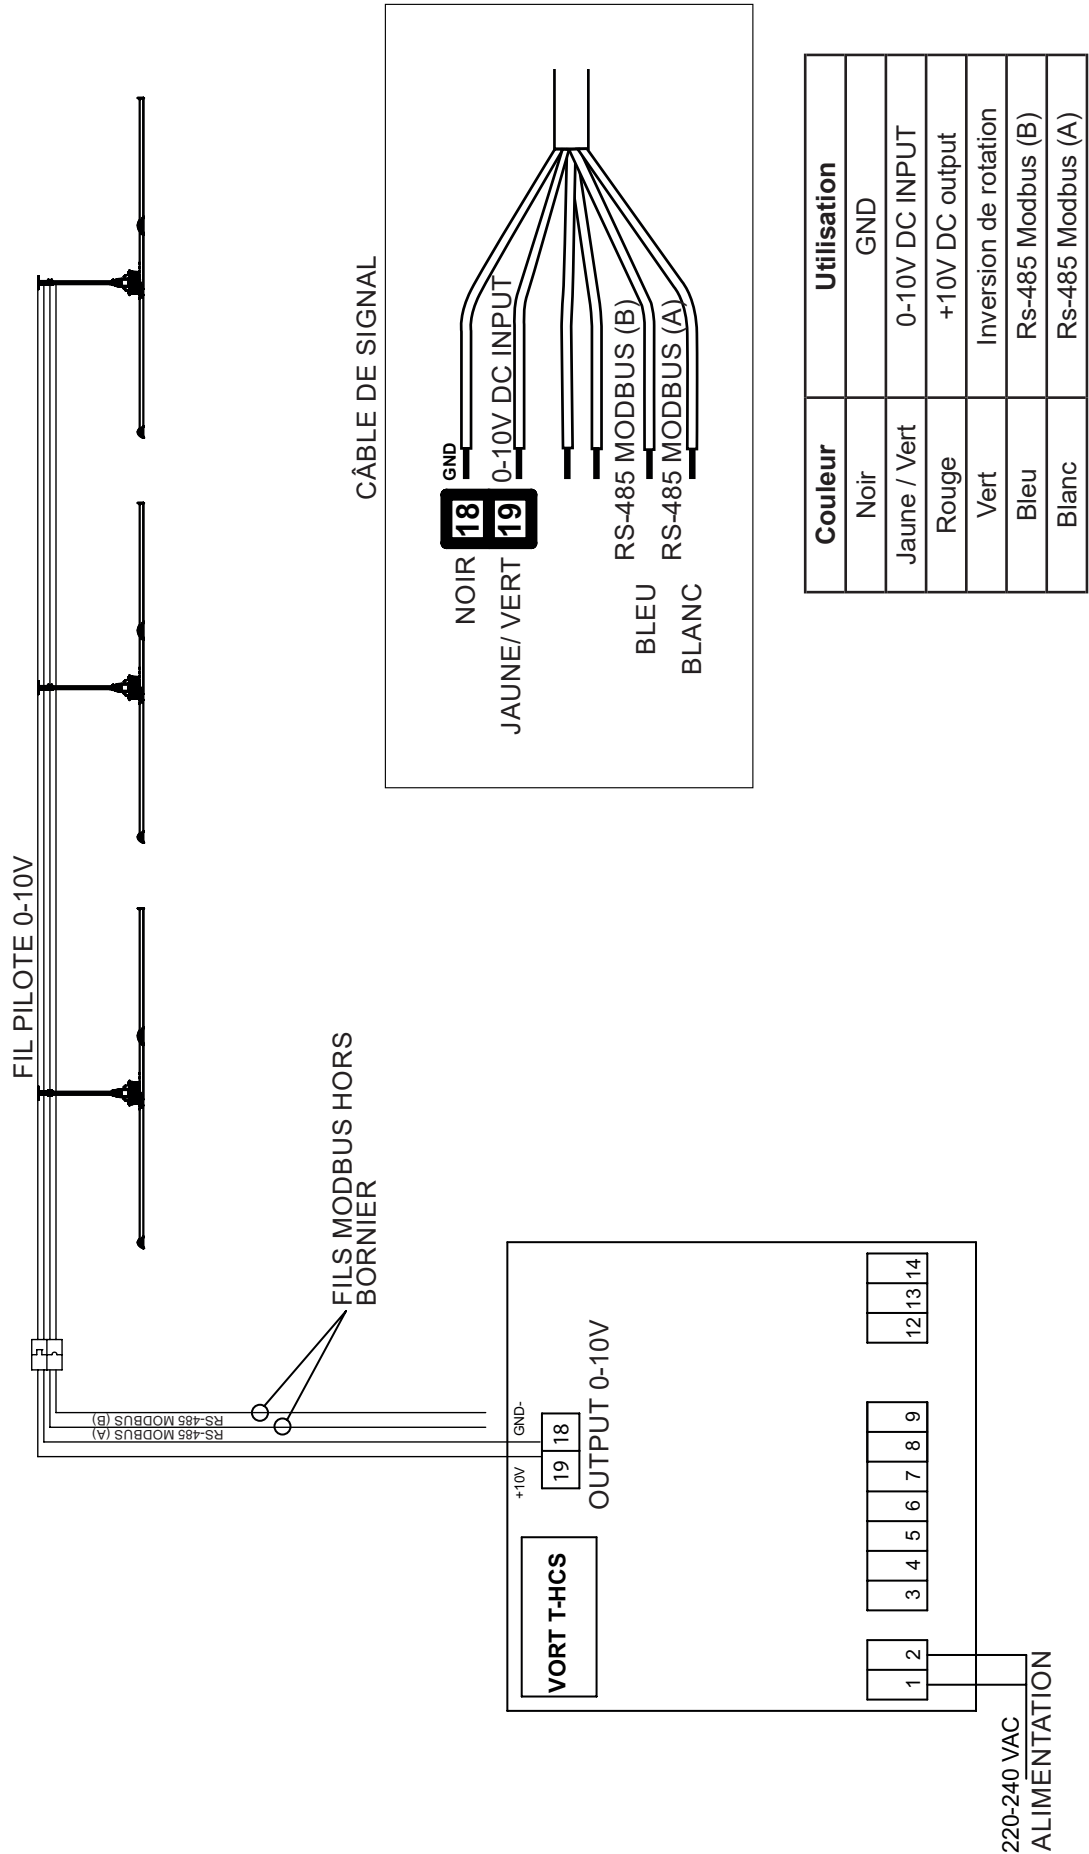 FIL PILOTE 0-10V
RS-485 MODBUS (B)
RS-485 MODBUS (A)
FILS MODBUS HORS
BORNIER
+10V
GND-
19
18
OUTPUT 0-10V
VORT T-HCS
1
2
3
4
5
6
7
8
9
12
13
14
220-240 VAC
ALIMENTATION
CÂBLE DE SIGNAL
NOIR
18
GND
JAUNE/ VERT
19
0-10V DC INPUT
BLEU
RS-485 MODBUS (B)
BLANC
RS-485 MODBUS (A)
Couleur Utilisation
Noir GND
Jaune / Vert 0-10V DC INPUT
Rouge +10V DC output
Vert Inversion de rotation
Bleu Rs-485 Modbus (B)
Blanc Rs-485 Modbus (A)